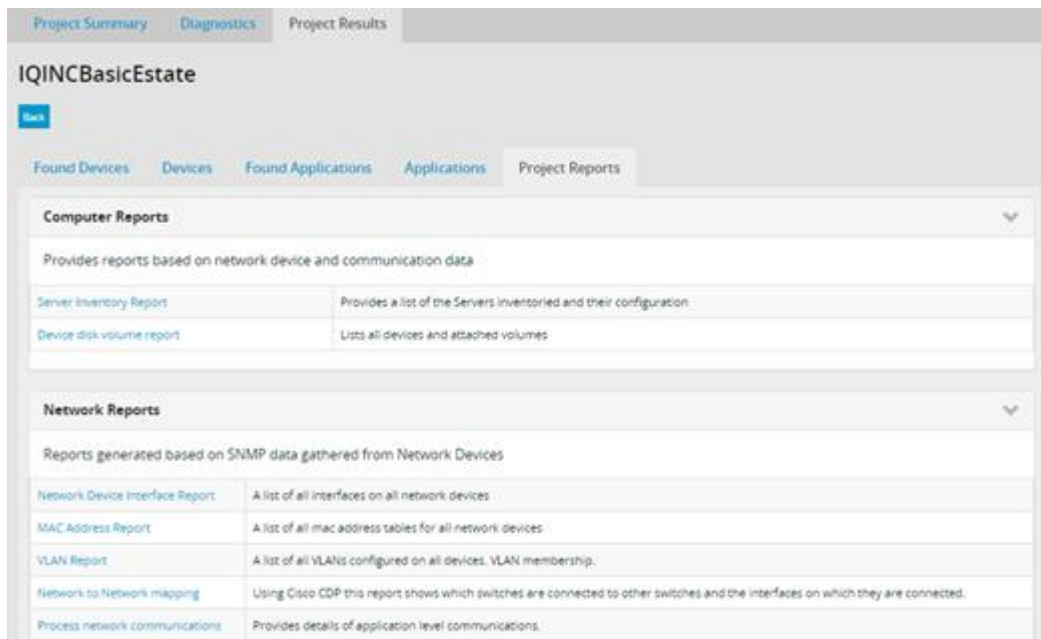 Project Summary Diagnostics Project Results
IQINCBasicEstate
Back
Found Devices Devices Found Applications Applications Project Reports
Computer Reports
Provides reports based on network device and communication data
Server Inventory Report Provides a list of the Servers inventoried and their configuration
Device disk volume report Lists all devices and attached volumes
Network Reports
Reports generated based on SNMP data gathered from Network Devices
Network Device Interface Report A list of all interfaces on all network devices
MAC Address Report A list of all mac address tables for all network devices
VLAN Report A list of all VLANs configured on all devices. VLAN membership.
Network to Network mapping Using Cisco CDP this report shows which switches are connected to other switches and the interfaces on which they are connected.
Process network communications Provides details of application level communications.